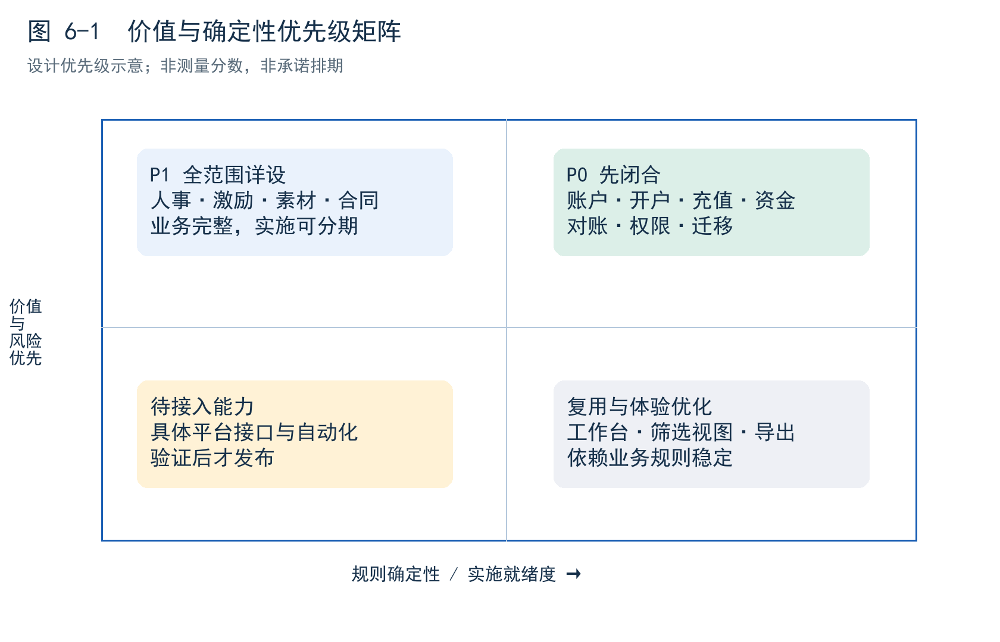 图 6-1 价值与确定性优先级矩阵
设计优先级示意；非测量分数，非承诺排期
P1 全范围详设
人事·激励·素材·合同
业务完整，实施可分期
P0 先闭合
账户·开户·充值·资金
对账·权限·迁移
价值
与
风险
优先
待接入能力
具体平台接口与自动化
验证后才发布
复用与体验优化
工作台·筛选视图·导出
依赖业务规则稳定
规则确定性 / 实施就绪度 →